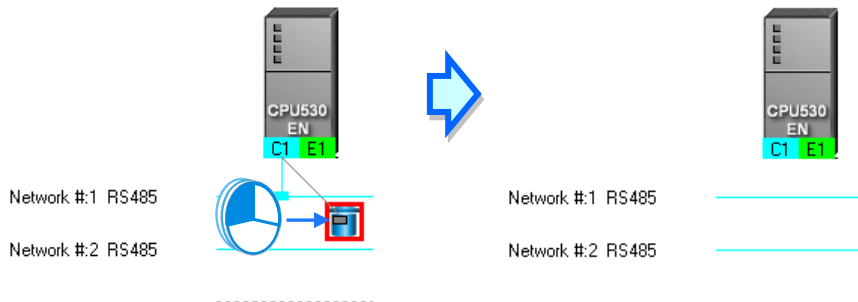 CPU530
EN
C1 E1
Network #:1 RS485
Network #:2 RS485
CPU530
EN
C1 E1
Network #:1 RS485
Network #:2 RS485